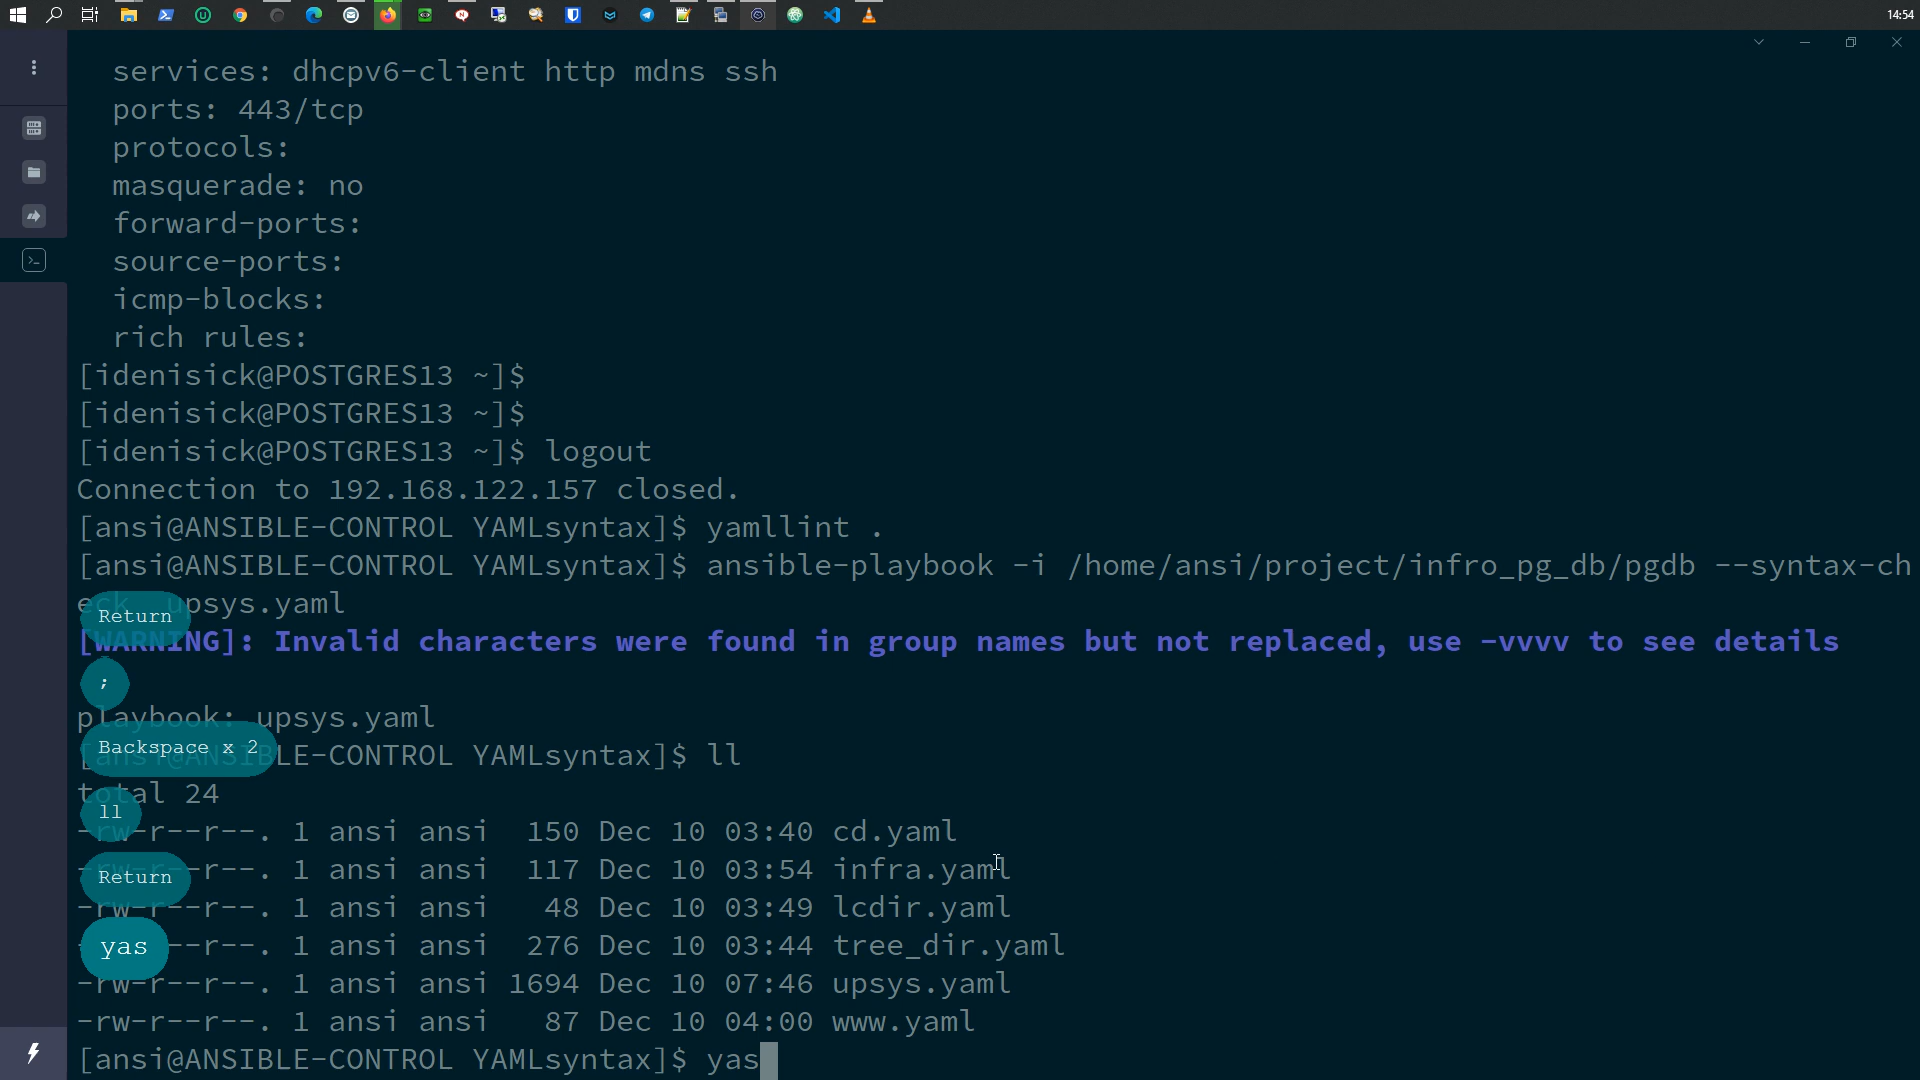 14:54
services: dhcpv6-client http mdns ssh
ports: 443/tcp
protocols:
masquerade: no
forward-ports:
source-ports:
icmp-blocks:
rich rules:
[idenisick@POSTGRES13 ~]$
[idenisick@POSTGRES13 ~]$
[idenisick@POSTGRES13 ~]$ logout
Connection to 192.168.122.157 closed.
[ansi@ANSIBLE-CONTROL YAMLsyntax]$ yamllint .
[ansi@ANSIBLE-CONTROL YAMLsyntax]$ ansible-playbook -i /home/ansi/project/infro_pg_db/pgdb --syntax-ch
eck upsys.yaml
Return
[WARNING]: Invalid characters were found in group names but not replaced, use -vvvv to see details
;
playbook: upsys.yaml
Backspace x 2
[ansi@ANSIBLE-CONTROL YAMLsyntax]$ ll
total 24
ll
-rw-r--r--. 1 ansi ansi 150 Dec 10 03:40 cd.yaml
-rw-r--r--. 1 ansi ansi 117 Dec 10 03:54 infra.yaml
Return
-rw-r--r--. 1 ansi ansi 48 Dec 10 03:49 lcdir.yaml
-rw-r--r--. 1 ansi ansi 276 Dec 10 03:44 tree_dir.yaml
yas
-rw-r--r--. 1 ansi ansi 1694 Dec 10 07:46 upsys.yaml
-rw-r--r--. 1 ansi ansi 87 Dec 10 04:00 www.yaml
[ansi@ANSIBLE-CONTROL YAMLsyntax]$ yas